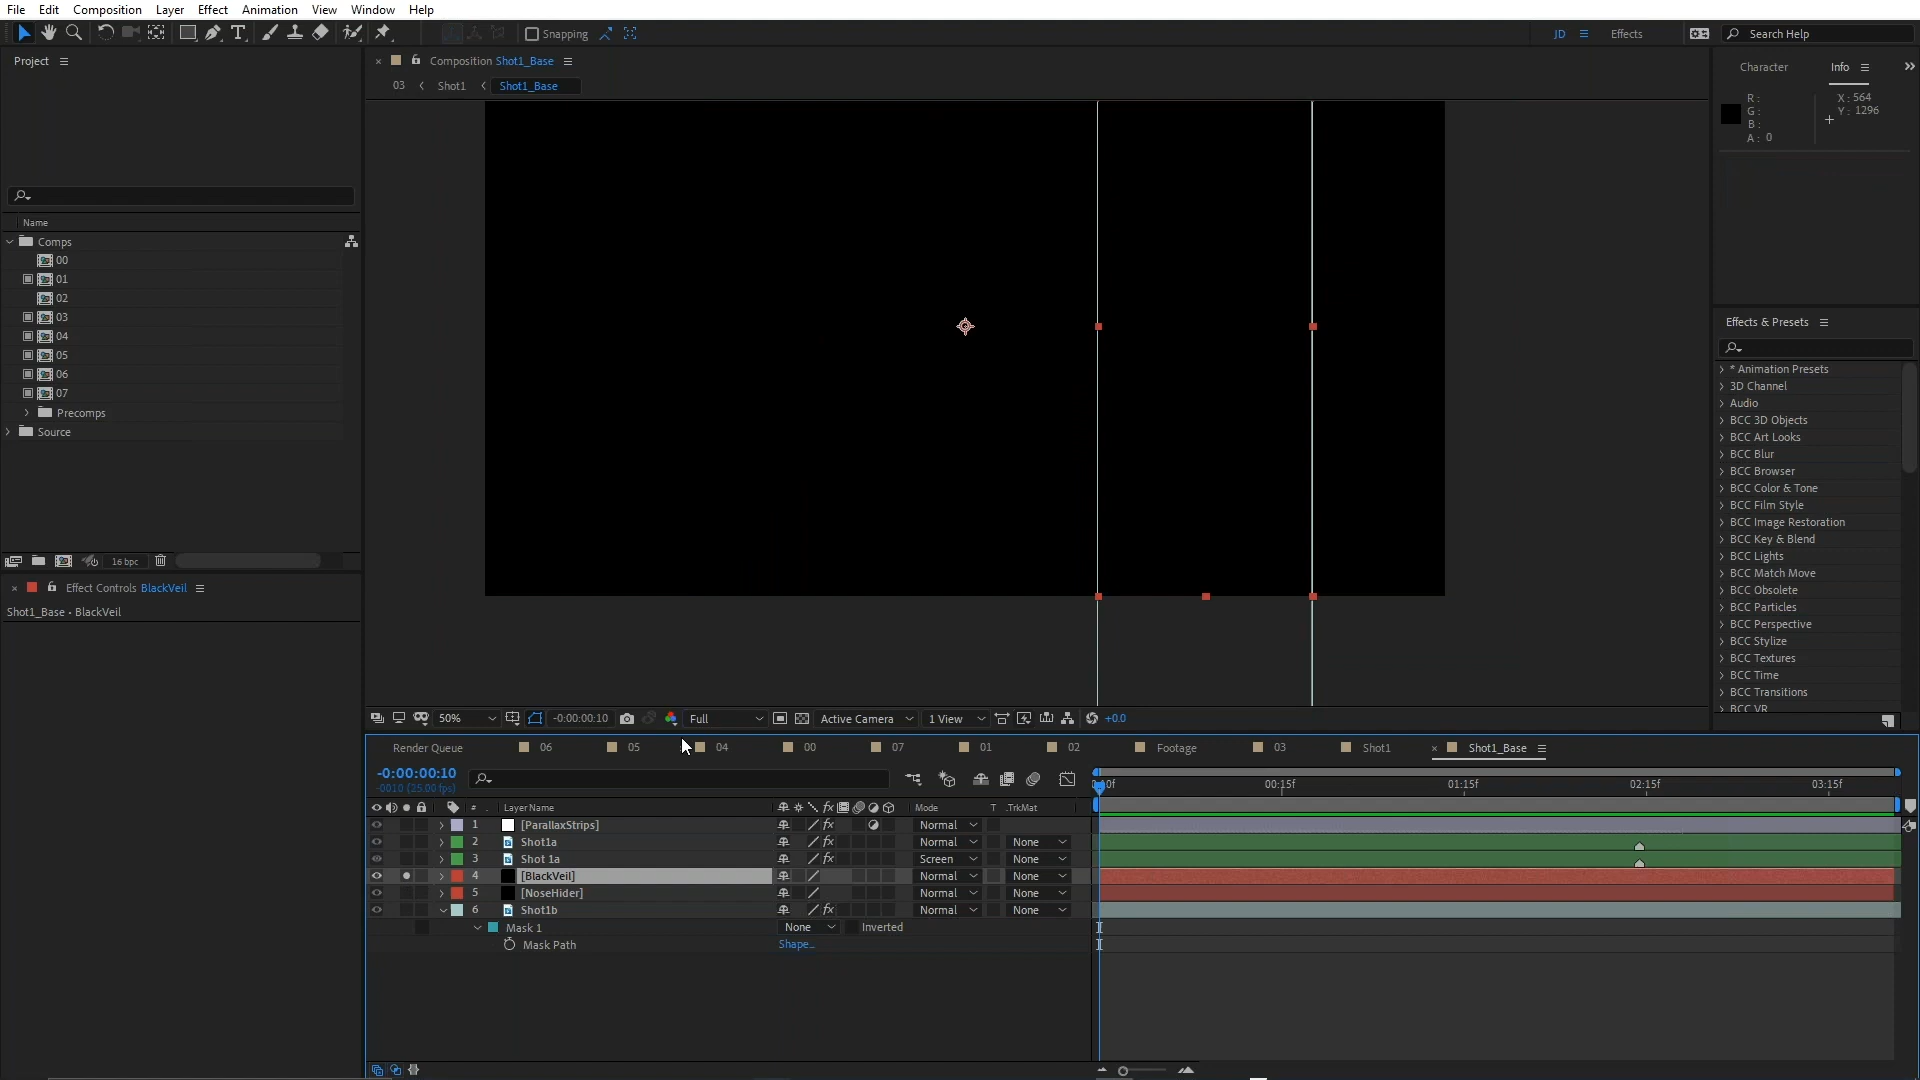 File Edit Composition Layer Effect Animation View Window Help
Snapping JD Effects Search Help
Project
Name
Comps
00
01
02
03
04
05
06
07
Precomps
Source
16 bpc
Effect Controls BlackVeil
Shot1_Base • BlackVeil
Composition Shot1_Base
03 Shot1 Shot1_Base
50% -0:00:00:10 Full Active Camera 1 View +0.0
Character Info
R :
G :
B :
A : 0
X : 564
Y : 1296
Effects & Presets
* Animation Presets
3D Channel
Audio
BCC 3D Objects
BCC Art Looks
BCC Blur
BCC Browser
BCC Color & Tone
BCC Film Style
BCC Image Restoration
BCC Key & Blend
BCC Lights
BCC Match Move
BCC Obsolete
BCC Particles
BCC Perspective
BCC Stylize
BCC Textures
BCC Time
BCC Transitions
BCC VR
Render Queue 06 05 04 00 07 01 02 Footage 03 Shot1 Shot1_Base
-0:00:00:10
-0010 (25.00 fps)
00:15f 01:15f 02:15f 03:15f
# Layer Name Mode T .TrkMat
1 [ParallaxStrips] Normal
2 Shot1a Normal None
3 Shot 1a Screen None
4 [BlackVeil] Normal None
5 [NoseHider] Normal None
6 Shot1b Normal None
Mask 1 None Inverted
Mask Path Shape...